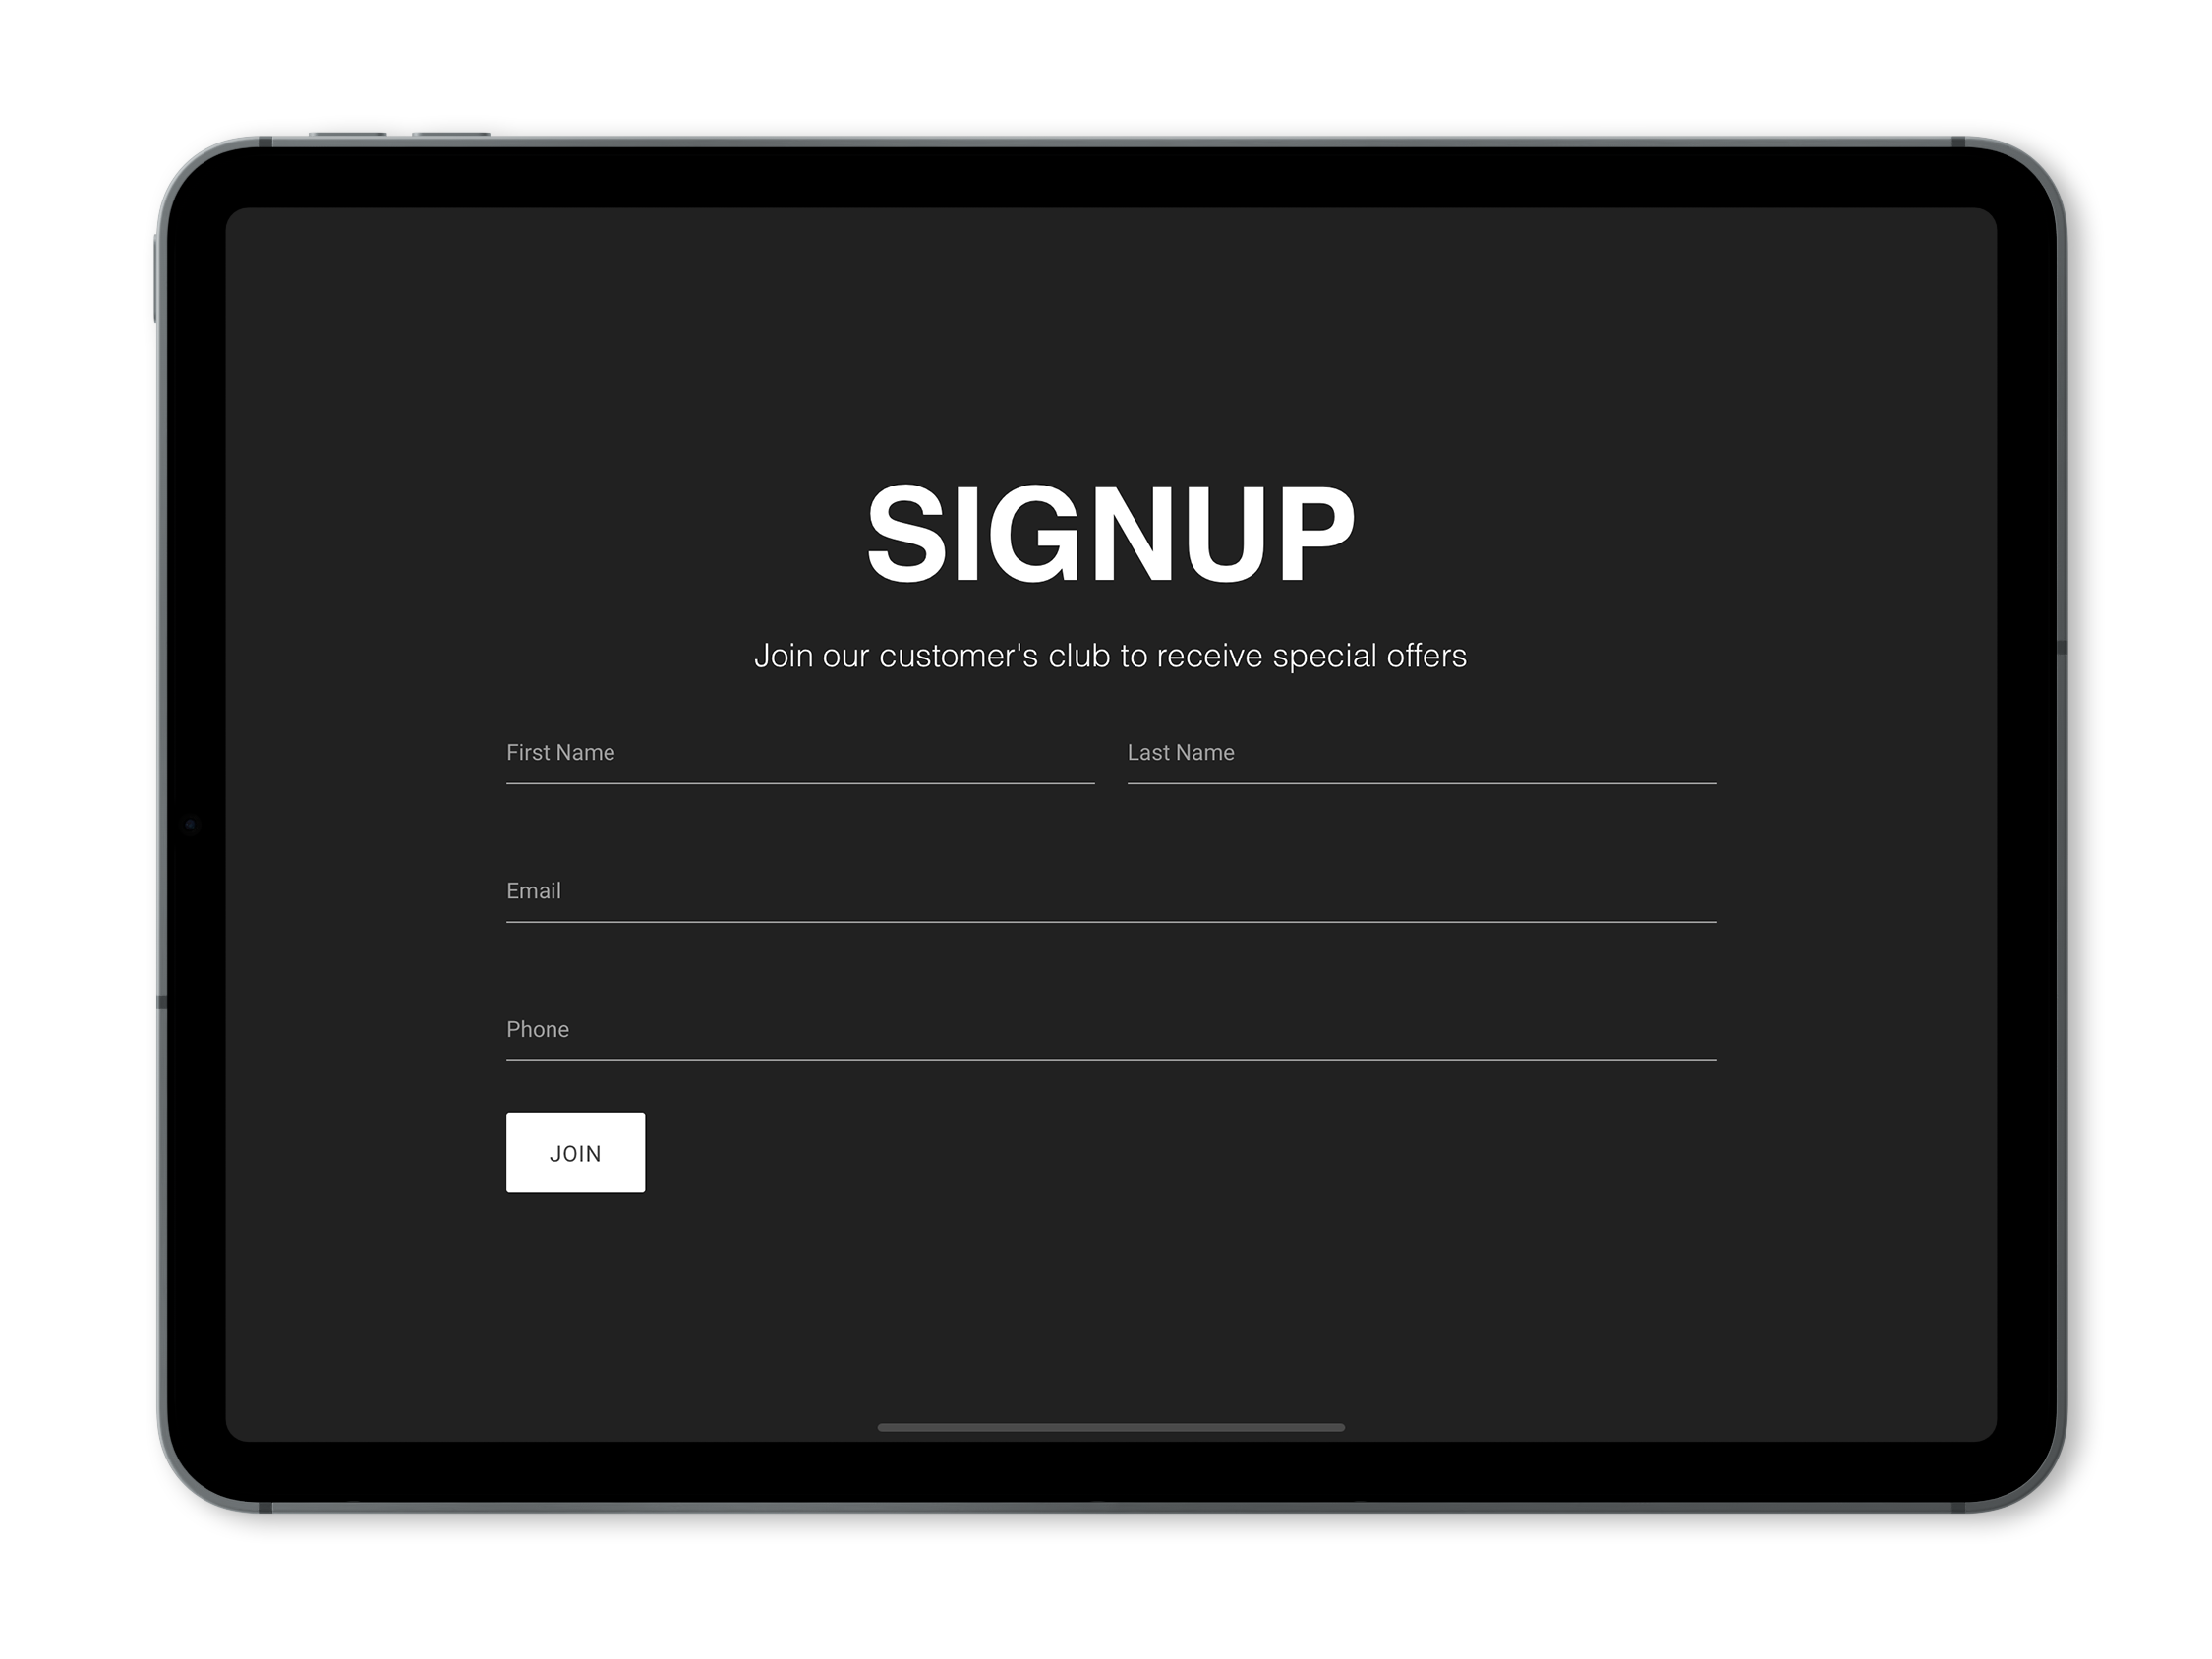 SIGNUP
Join our customer's club to receive special offers
First Name Last Name
Email
Phone
JOIN